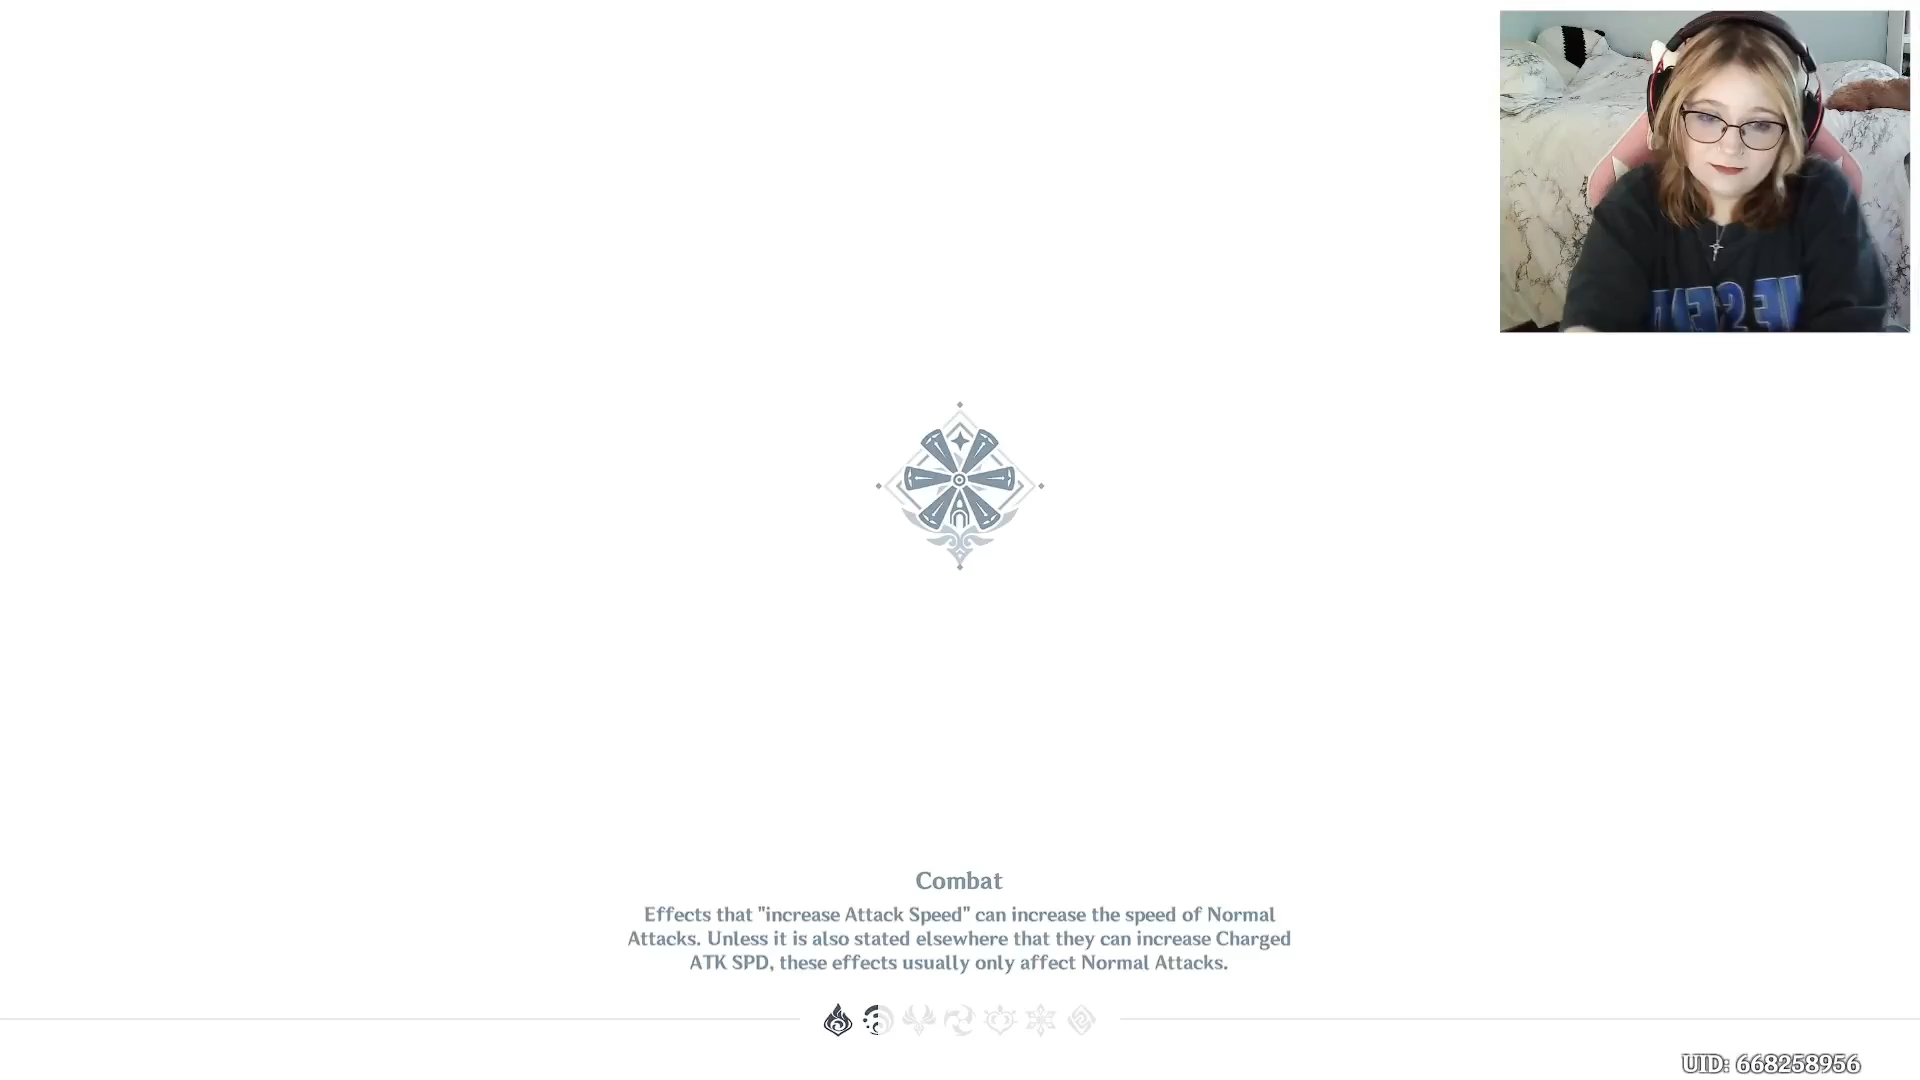 Combat
Effects that "increase Attack Speed" can increase the speed of Normal
Attacks. Unless it is also stated elsewhere that they can increase Charged
ATK SPD, these effects usually only affect Normal Attacks.
UID: 668258956